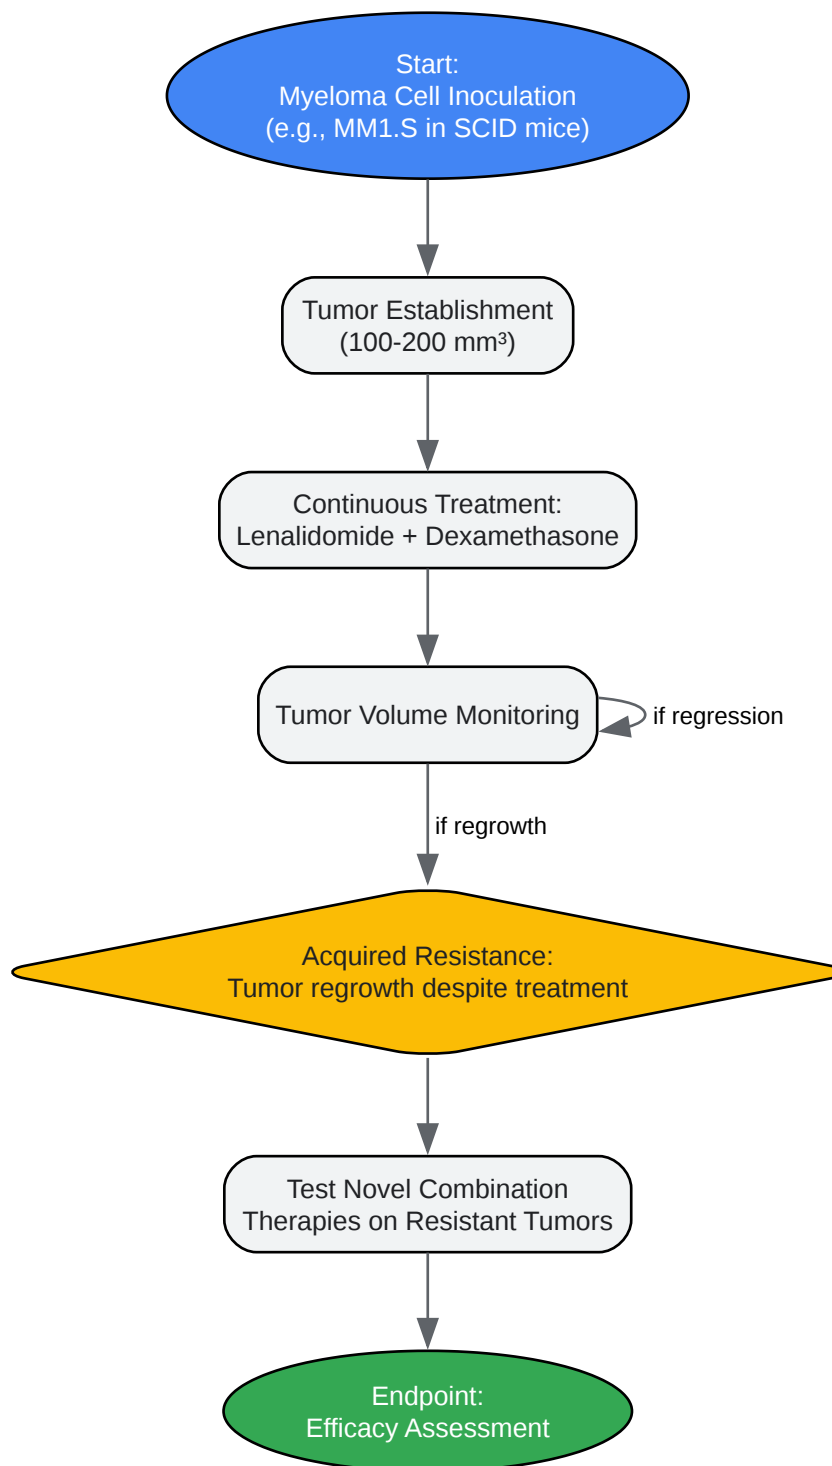 Start:
Myeloma Cell Inoculation
(e.g., MM1.S in SCID mice)
Tumor Establishment
(100-200 mm³)
Continuous Treatment:
Lenalidomide + Dexamethasone
Tumor Volume Monitoring
if regression
if regrowth
Acquired Resistance:
Tumor regrowth despite treatment
Test Novel Combination
Therapies on Resistant Tumors
Endpoint:
Efficacy Assessment